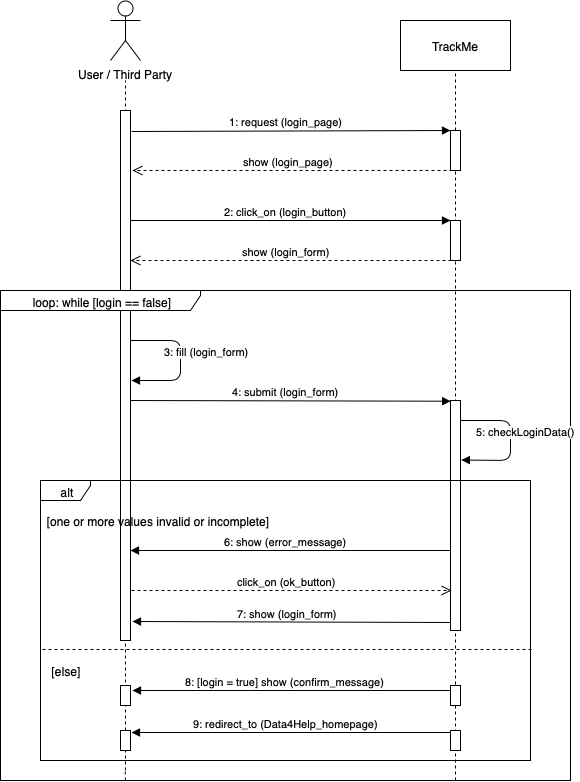 User / Third Party
TrackMe
1: request (login_page)
show (login_page)
2: click_on (login_button)
show (login_form)
loop: while [login == false]
3: fill (login_form)
4: submit (login_form)
5: checkLoginData()
alt
[one or more values invalid or incomplete]
6: show (error_message)
click_on (ok_button)
7: show (login_form)
[else]
8: [login = true] show (confirm_message)
9: redirect_to (Data4Help_homepage)